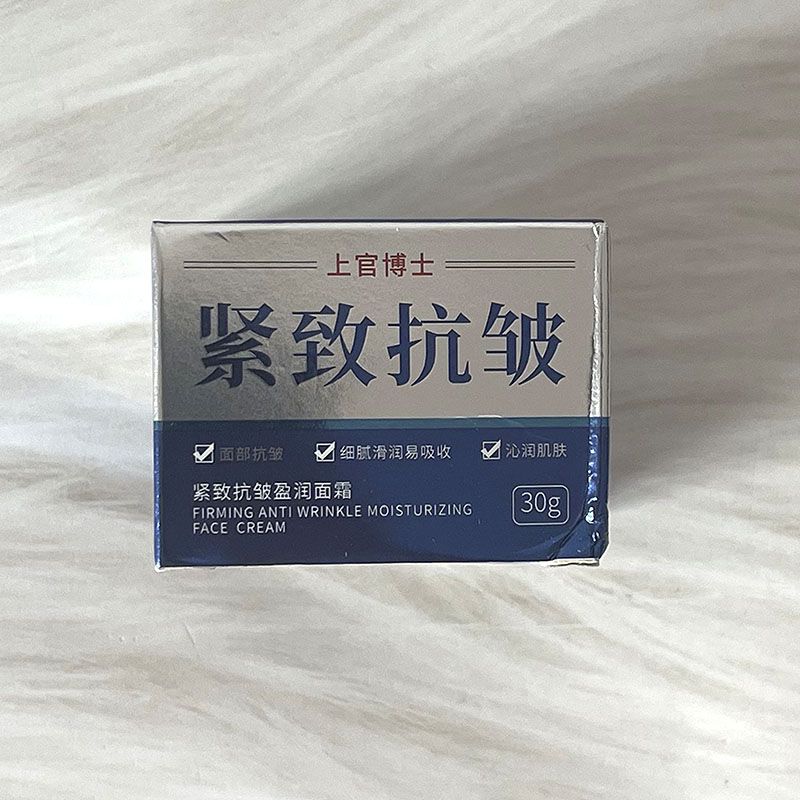 上官博士
紧致抗皱
面部抗皱 细腻滑润易吸收 沁润肌肤
紧致抗皱盈润面霜
FIRMING ANTI WRINKLE MOISTURIZING
FACE CREAM
30g